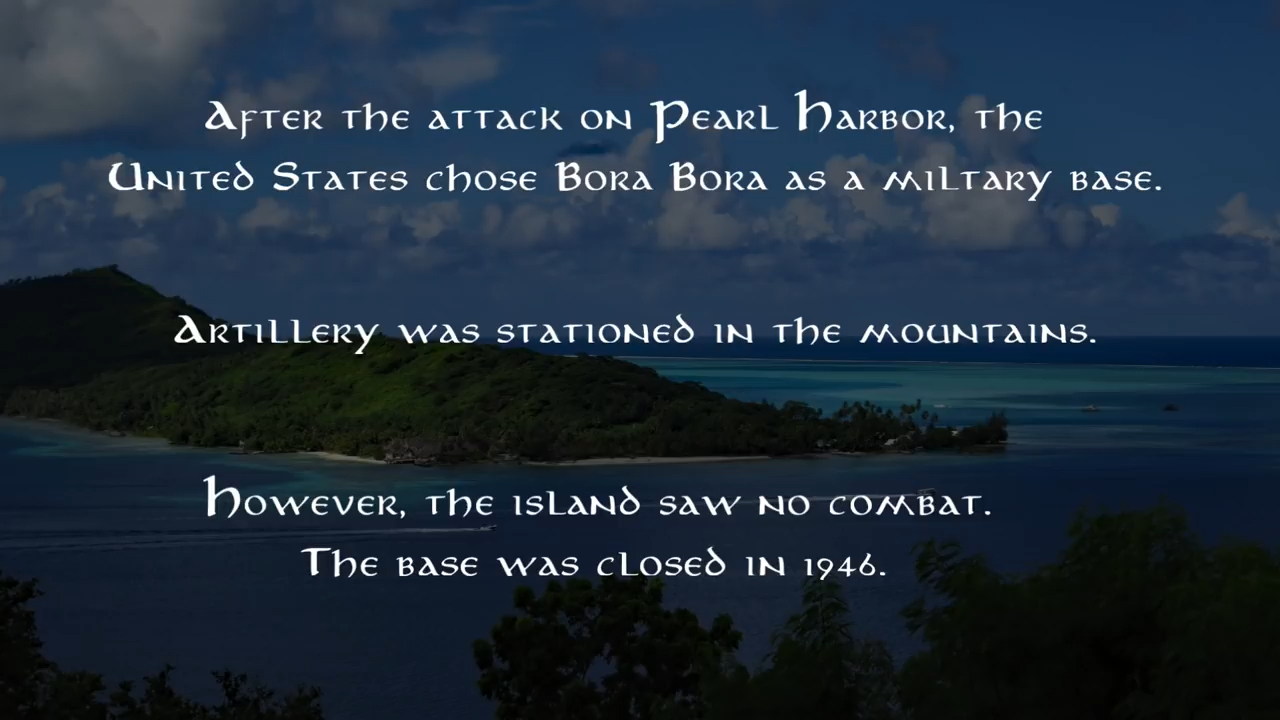 After the attack on Pearl Harbor, the
United States chose Bora Bora as a miltary base.
Artillery was stationed in the mountains.
However, the island saw no combat.
The base was closed in 1946.